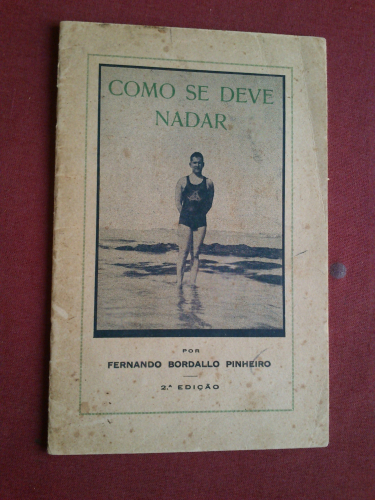 COMO SE DEVE
NADAR
POR
FERNANDO BORDALLO PINHEIRO
2.ª EDIÇÃO